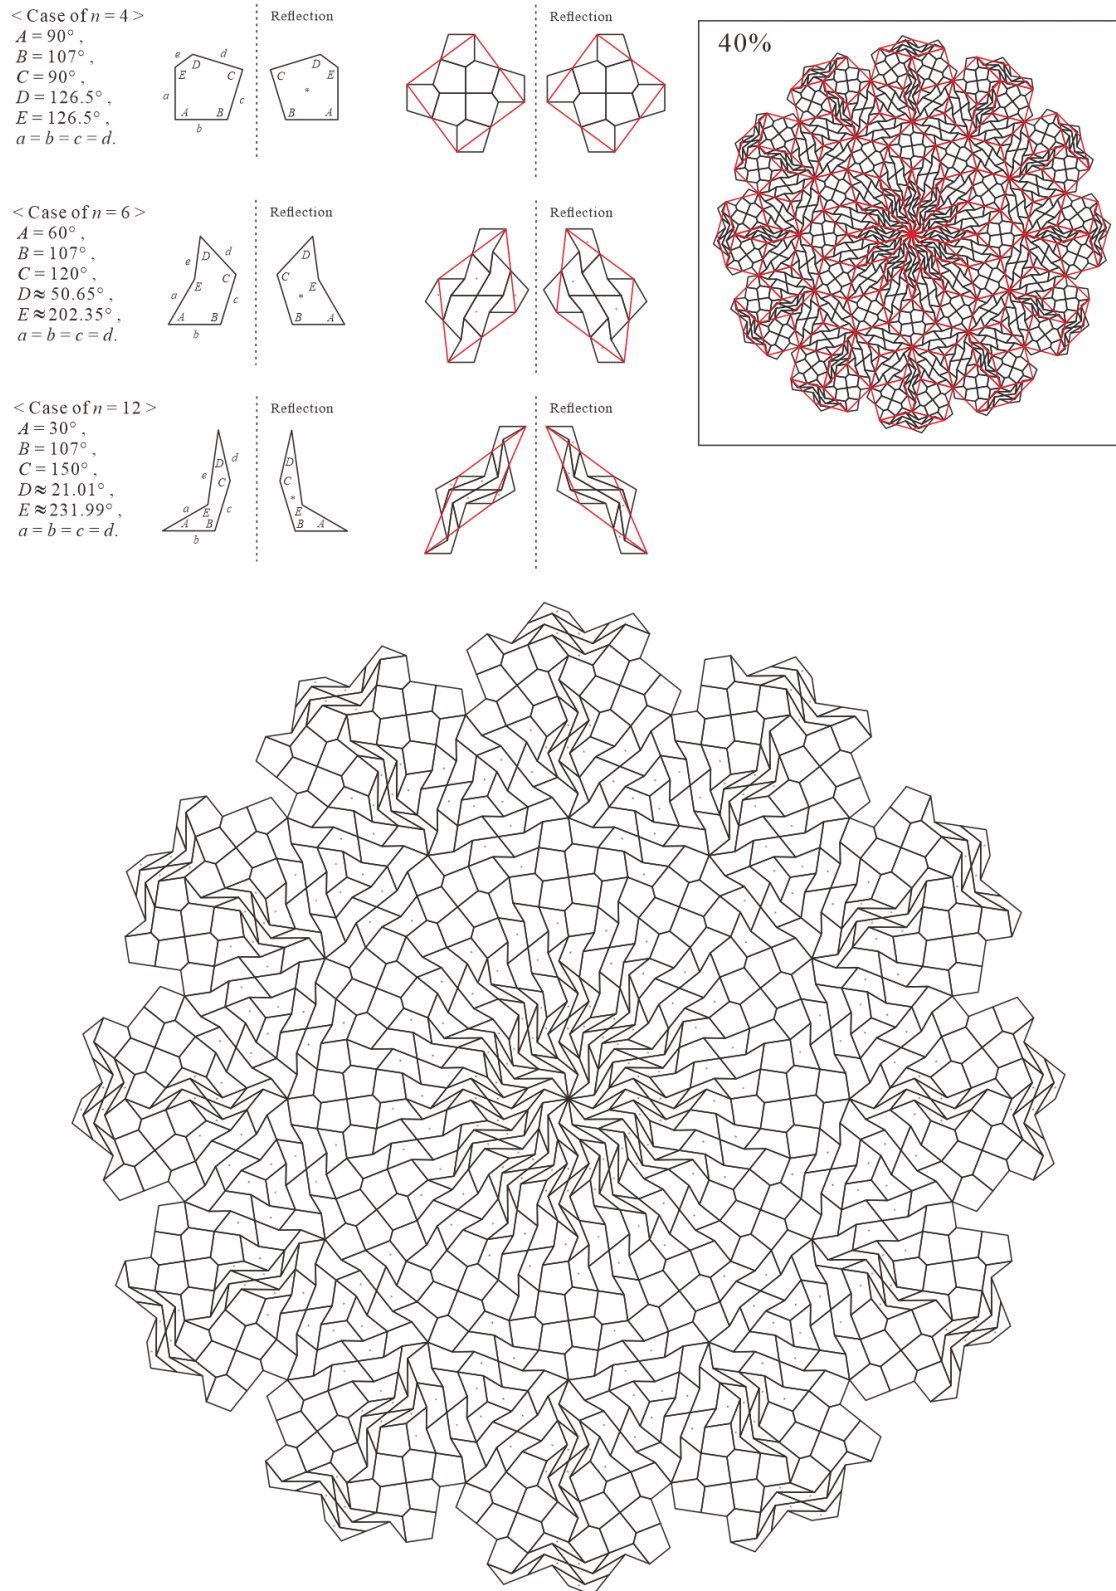 < Case of n = 4 >
A = 90° ,
B = 107° ,
C = 90° ,
D = 126.5° ,
E = 126.5° ,
a = b = c = d.
e d
E D C
a c
A B
b
Reflection
C D E
*
B A
Reflection
40%
< Case of n = 6 >
A = 60° ,
B = 107° ,
C = 120° ,
D ≈ 50.65° ,
E ≈ 202.35° ,
a = b = c = d.
e D d
C
a E c
A B
b
Reflection
D
C E
*
B A
Reflection
< Case of n = 12 >
A = 30° ,
B = 107° ,
C = 150° ,
D ≈ 21.01° ,
E ≈ 231.99° ,
a = b = c = d.
D d
e C
a E c
A B
b
Reflection
D
C
*
E
B A
Reflection